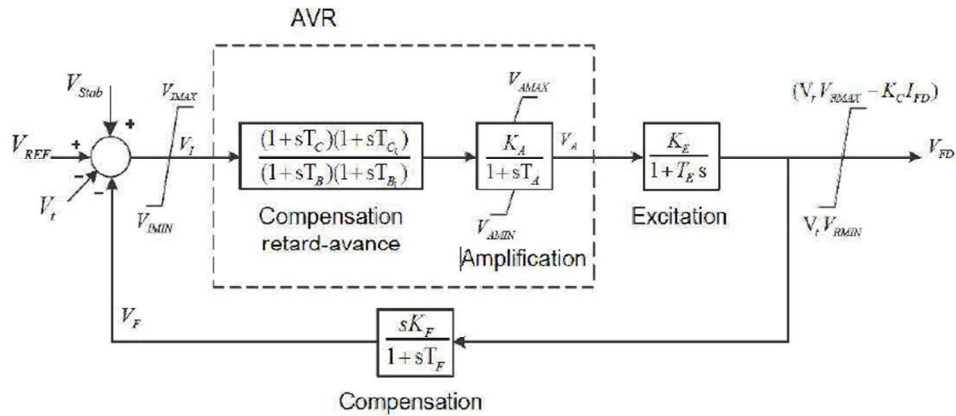 AVR
V_Stab
+
V_REF
+
−
−
V_t
V_IMAX
V_I
V_IMIN
(1+sT_C)(1+sT_C₁)
(1+sT_B)(1+sT_B₁)
Compensation
retard-avance
V_AMAX
K_A
1+sT_A
V_A
V_AMIN
Amplification
K_E
1+T_E s
Excitation
(V_t V_RMAX − K_C I_FD)
V_FD
V_t V_RMIN
V_F
sK_F
1+sT_F
Compensation